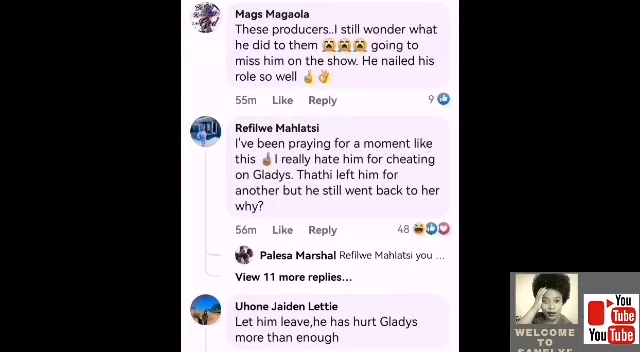 Mags Magaola
These producers..I still wonder what
he did to them 😭😭😭 going to
miss him on the show. He nailed his
role so well ☝🏽👌
55m Like Reply 9
Refilwe Mahlatsi
I've been praying for a moment like
this ☝🏽I really hate him for cheating
on Gladys. Thathi left him for
another but he still went back to her
why?
56m Like Reply 48
Palesa Marshal Refilwe Mahlatsi you ...
View 11 more replies...
Uhone Jaiden Lettie
Let him leave,he has hurt Gladys
more than enough
You
Tube
You Tube
WELCOME
TO